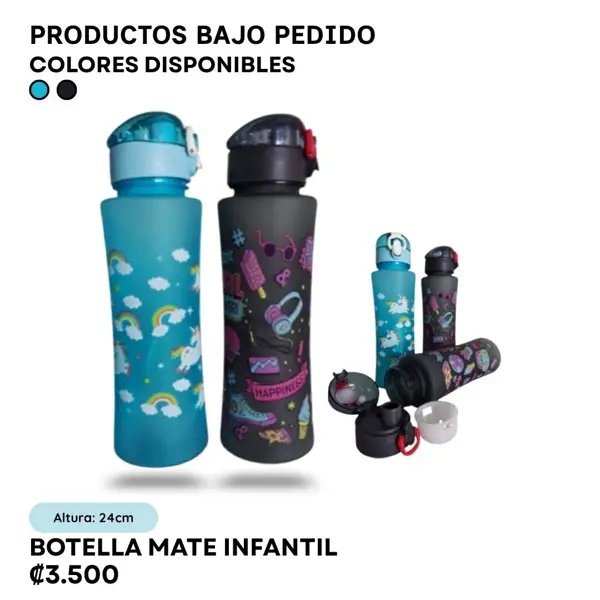 PRODUCTOS BAJO PEDIDO
COLORES DISPONIBLES
HAPPINESS
Altura: 24cm
BOTELLA MATE INFANTIL
₡3.500